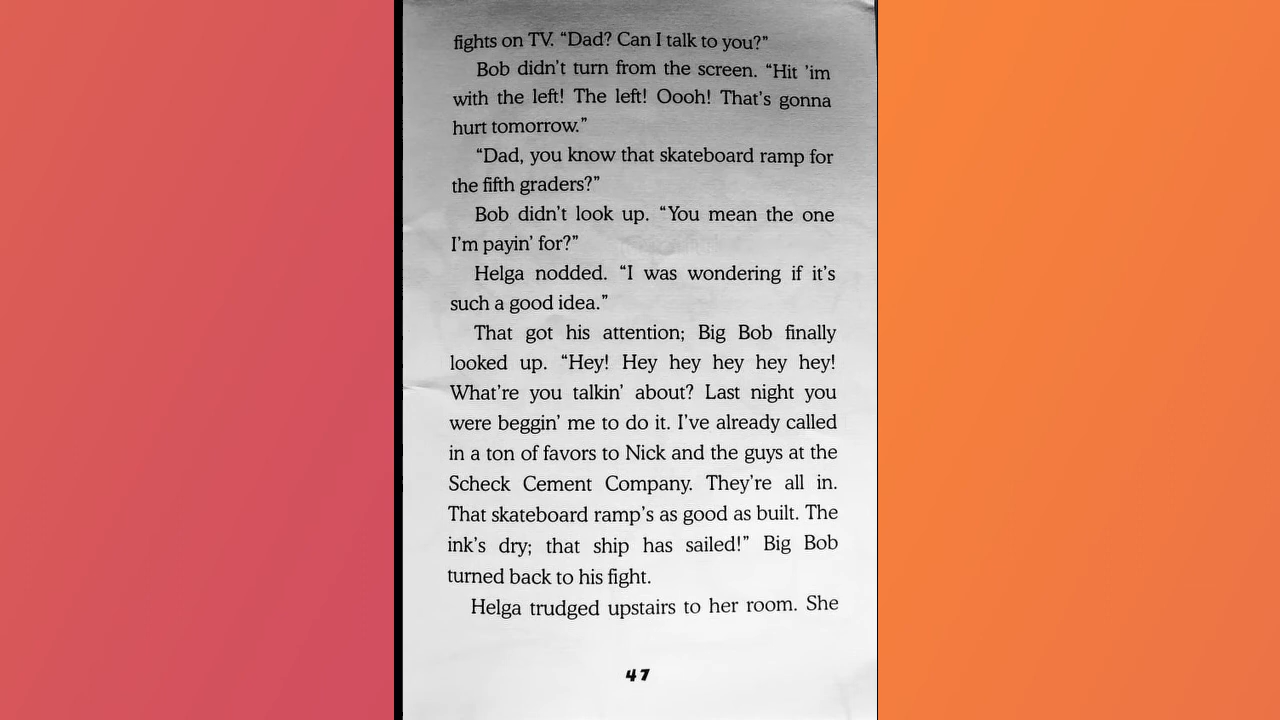 fights on TV. “Dad? Can I talk to you?”
Bob didn’t turn from the screen. “Hit ’im
with the left! The left! Oooh! That’s gonna
hurt tomorrow.”
“Dad, you know that skateboard ramp for
the fifth graders?”
Bob didn’t look up. “You mean the one
I’m payin’ for?”
Helga nodded. “I was wondering if it’s
such a good idea.”
That got his attention; Big Bob finally
looked up. “Hey! Hey hey hey hey hey!
What’re you talkin’ about? Last night you
were beggin’ me to do it. I’ve already called
in a ton of favors to Nick and the guys at the
Scheck Cement Company. They’re all in.
That skateboard ramp’s as good as built. The
ink’s dry; that ship has sailed!” Big Bob
turned back to his fight.
Helga trudged upstairs to her room. She
47